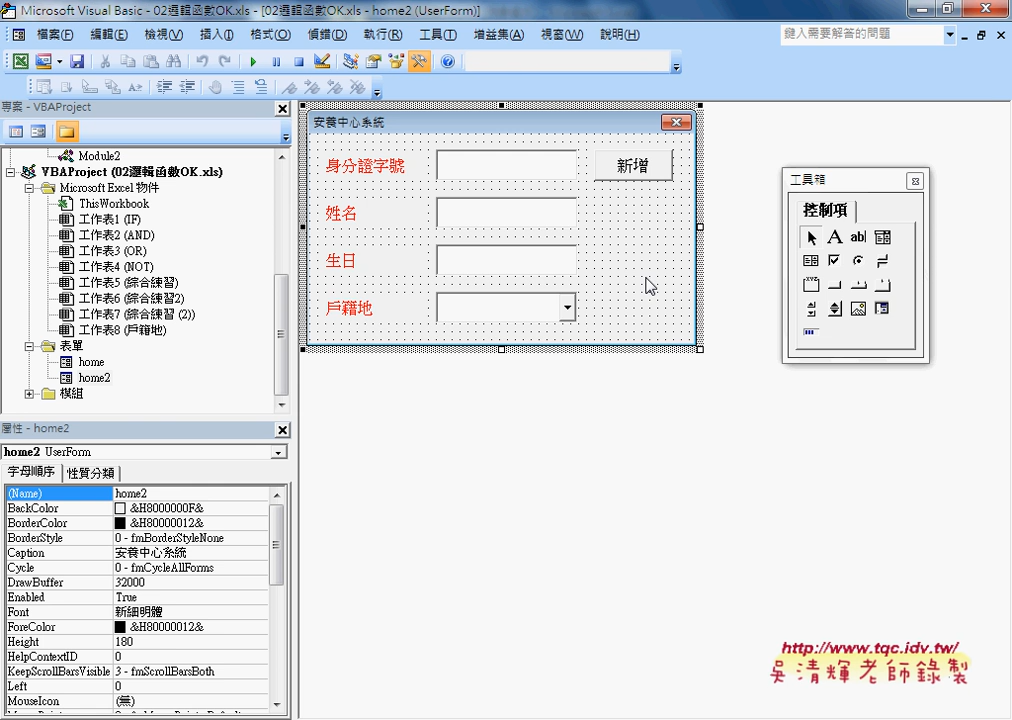 Microsoft Visual Basic - 02邏輯函數OK.xls - [02邏輯函數OK.xls - home2 (UserForm)]
檔案(F) 編輯(E) 檢視(V) 插入(I) 格式(O) 偵錯(D) 執行(R) 工具(T) 增益集(A) 視窗(W) 說明(H) 鍵入需要解答的問題
專案 - VBAProject
Module2
VBAProject (02邏輯函數OK.xls)
Microsoft Excel 物件
ThisWorkbook
工作表1 (IF)
工作表2 (AND)
工作表3 (OR)
工作表4 (NOT)
工作表5 (綜合練習)
工作表6 (綜合練習2)
工作表7 (綜合練習 (2))
工作表8 (戶籍地)
表單
home
home2
模組
屬性 - home2
home2 UserForm
字母順序 性質分類
(Name) home2
BackColor &H8000000F&
BorderColor &H80000012&
BorderStyle 0 - fmBorderStyleNone
Caption 安養中心系統
Cycle 0 - fmCycleAllForms
DrawBuffer 32000
Enabled True
Font 新細明體
ForeColor &H80000012&
Height 180
HelpContextID 0
KeepScrollBarsVisible 3 - fmScrollBarsBoth
Left 0
MouseIcon (無)
安養中心系統
身分證字號 新增
姓名
生日
戶籍地
工具箱
控制項
http://www.tqc.idv.tw/
吳清輝老師錄製